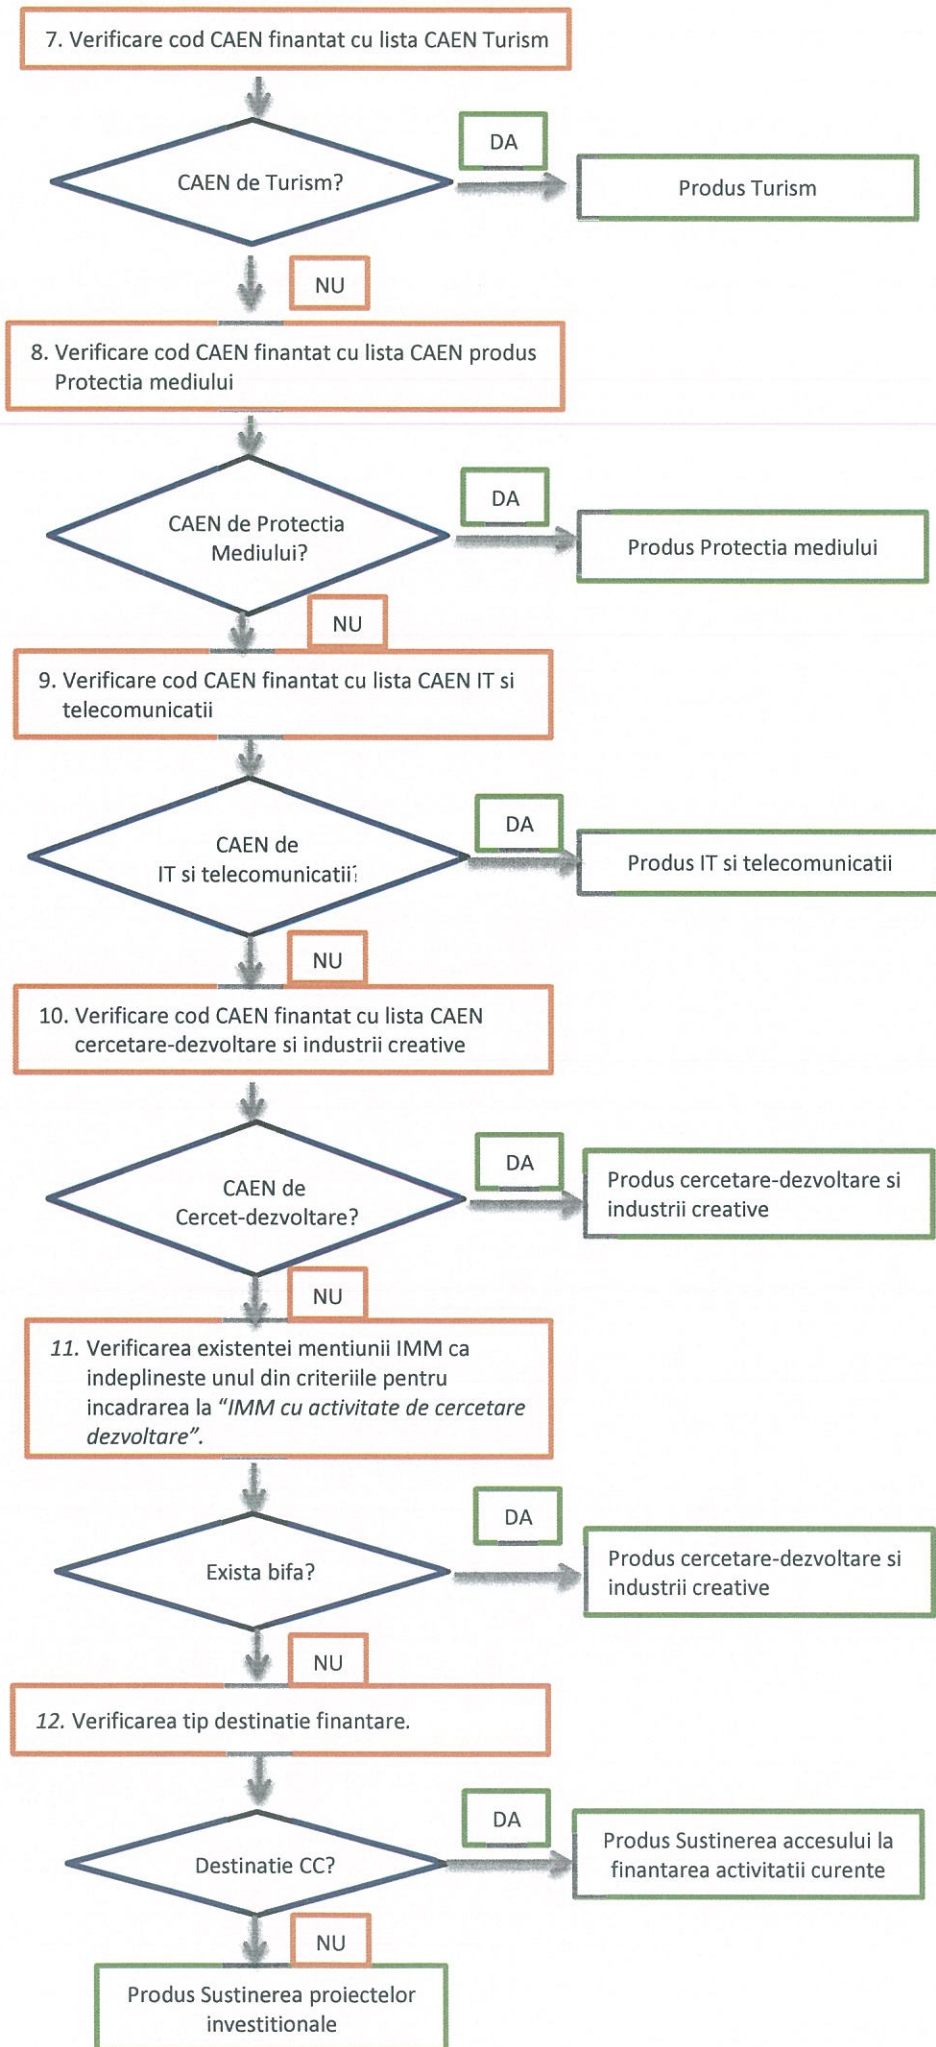 7. Verificare cod CAEN finantat cu lista CAEN Turism
CAEN de Turism?
DA
Produs Turism
NU
8. Verificare cod CAEN finantat cu lista CAEN produs
Protectia mediului
CAEN de Protectia
Mediului?
DA
Produs Protectia mediului
NU
9. Verificare cod CAEN finantat cu lista CAEN IT si
telecomunicatii
CAEN de
IT si telecomunicatii?
DA
Produs IT si telecomunicatii
NU
10. Verificare cod CAEN finantat cu lista CAEN
cercetare-dezvoltare si industrii creative
CAEN de
Cercet-dezvoltare?
DA
Produs cercetare-dezvoltare si
industrii creative
NU
11. Verificarea existentei mentiunii IMM ca
indeplineste unul din criteriile pentru
incadrarea la “IMM cu activitate de cercetare
dezvoltare”.
Exista bifa?
DA
Produs cercetare-dezvoltare si
industrii creative
NU
12. Verificarea tip destinatie finantare.
Destinatie CC?
DA
Produs Sustinerea accesului la
finantarea activitatii curente
NU
Produs Sustinerea proiectelor
investitionale